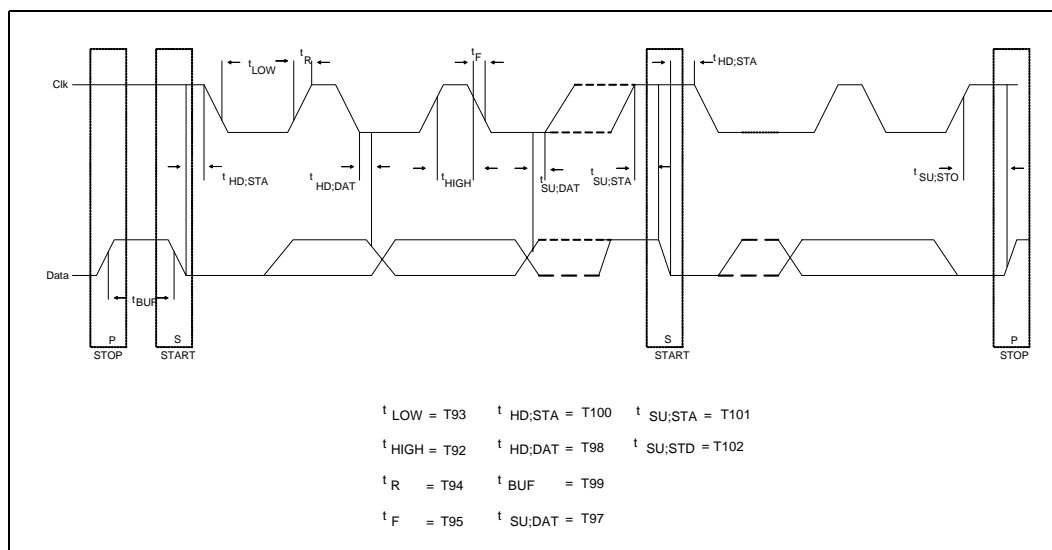 t R
t F
t HD;STA
t LOW
Clk
t HD;STA
t HD;DAT
t HIGH
t SU;DAT
t SU;STA
t SU;STO
Data
t BUF
P
S
S
P
STOP
START
START
STOP
t LOW = T93 t HD;STA = T100 t SU;STA = T101
t HIGH = T92 t HD;DAT = T98 t SU;STD = T102
t R = T94 t BUF = T99
t F = T95 t SU;DAT = T97